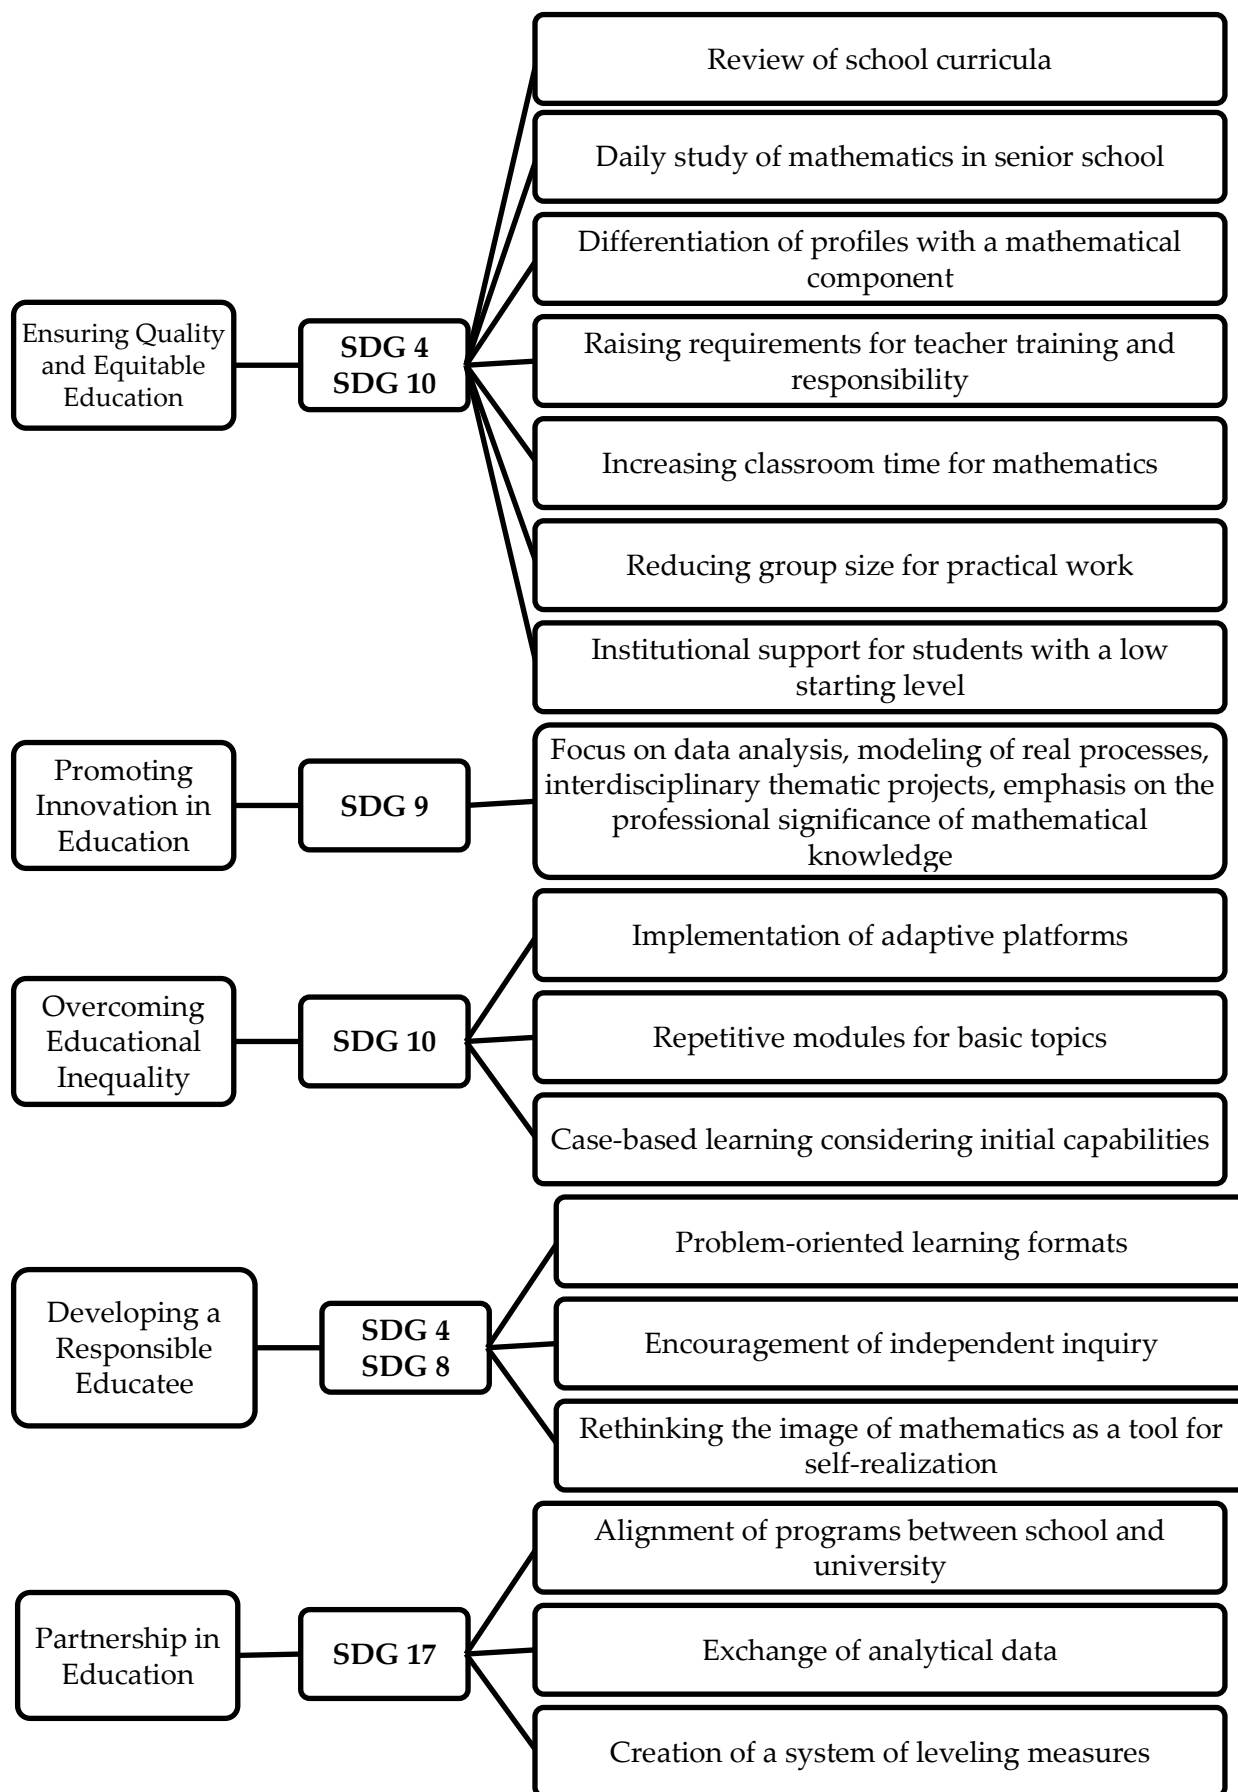 Ensuring Quality
and Equitable
Education
SDG 4
SDG 10
Review of school curricula
Daily study of mathematics in senior school
Differentiation of profiles with a mathematical
component
Raising requirements for teacher training and
responsibility
Increasing classroom time for mathematics
Reducing group size for practical work
Institutional support for students with a low
starting level
Promoting
Innovation in
Education
SDG 9
Focus on data analysis, modeling of real processes,
interdisciplinary thematic projects, emphasis on the
professional significance of mathematical
knowledge
Overcoming
Educational
Inequality
SDG 10
Implementation of adaptive platforms
Repetitive modules for basic topics
Case-based learning considering initial capabilities
Developing a
Responsible
Educatee
SDG 4
SDG 8
Problem-oriented learning formats
Encouragement of independent inquiry
Rethinking the image of mathematics as a tool for
self-realization
Partnership in
Education
SDG 17
Alignment of programs between school and
university
Exchange of analytical data
Creation of a system of leveling measures